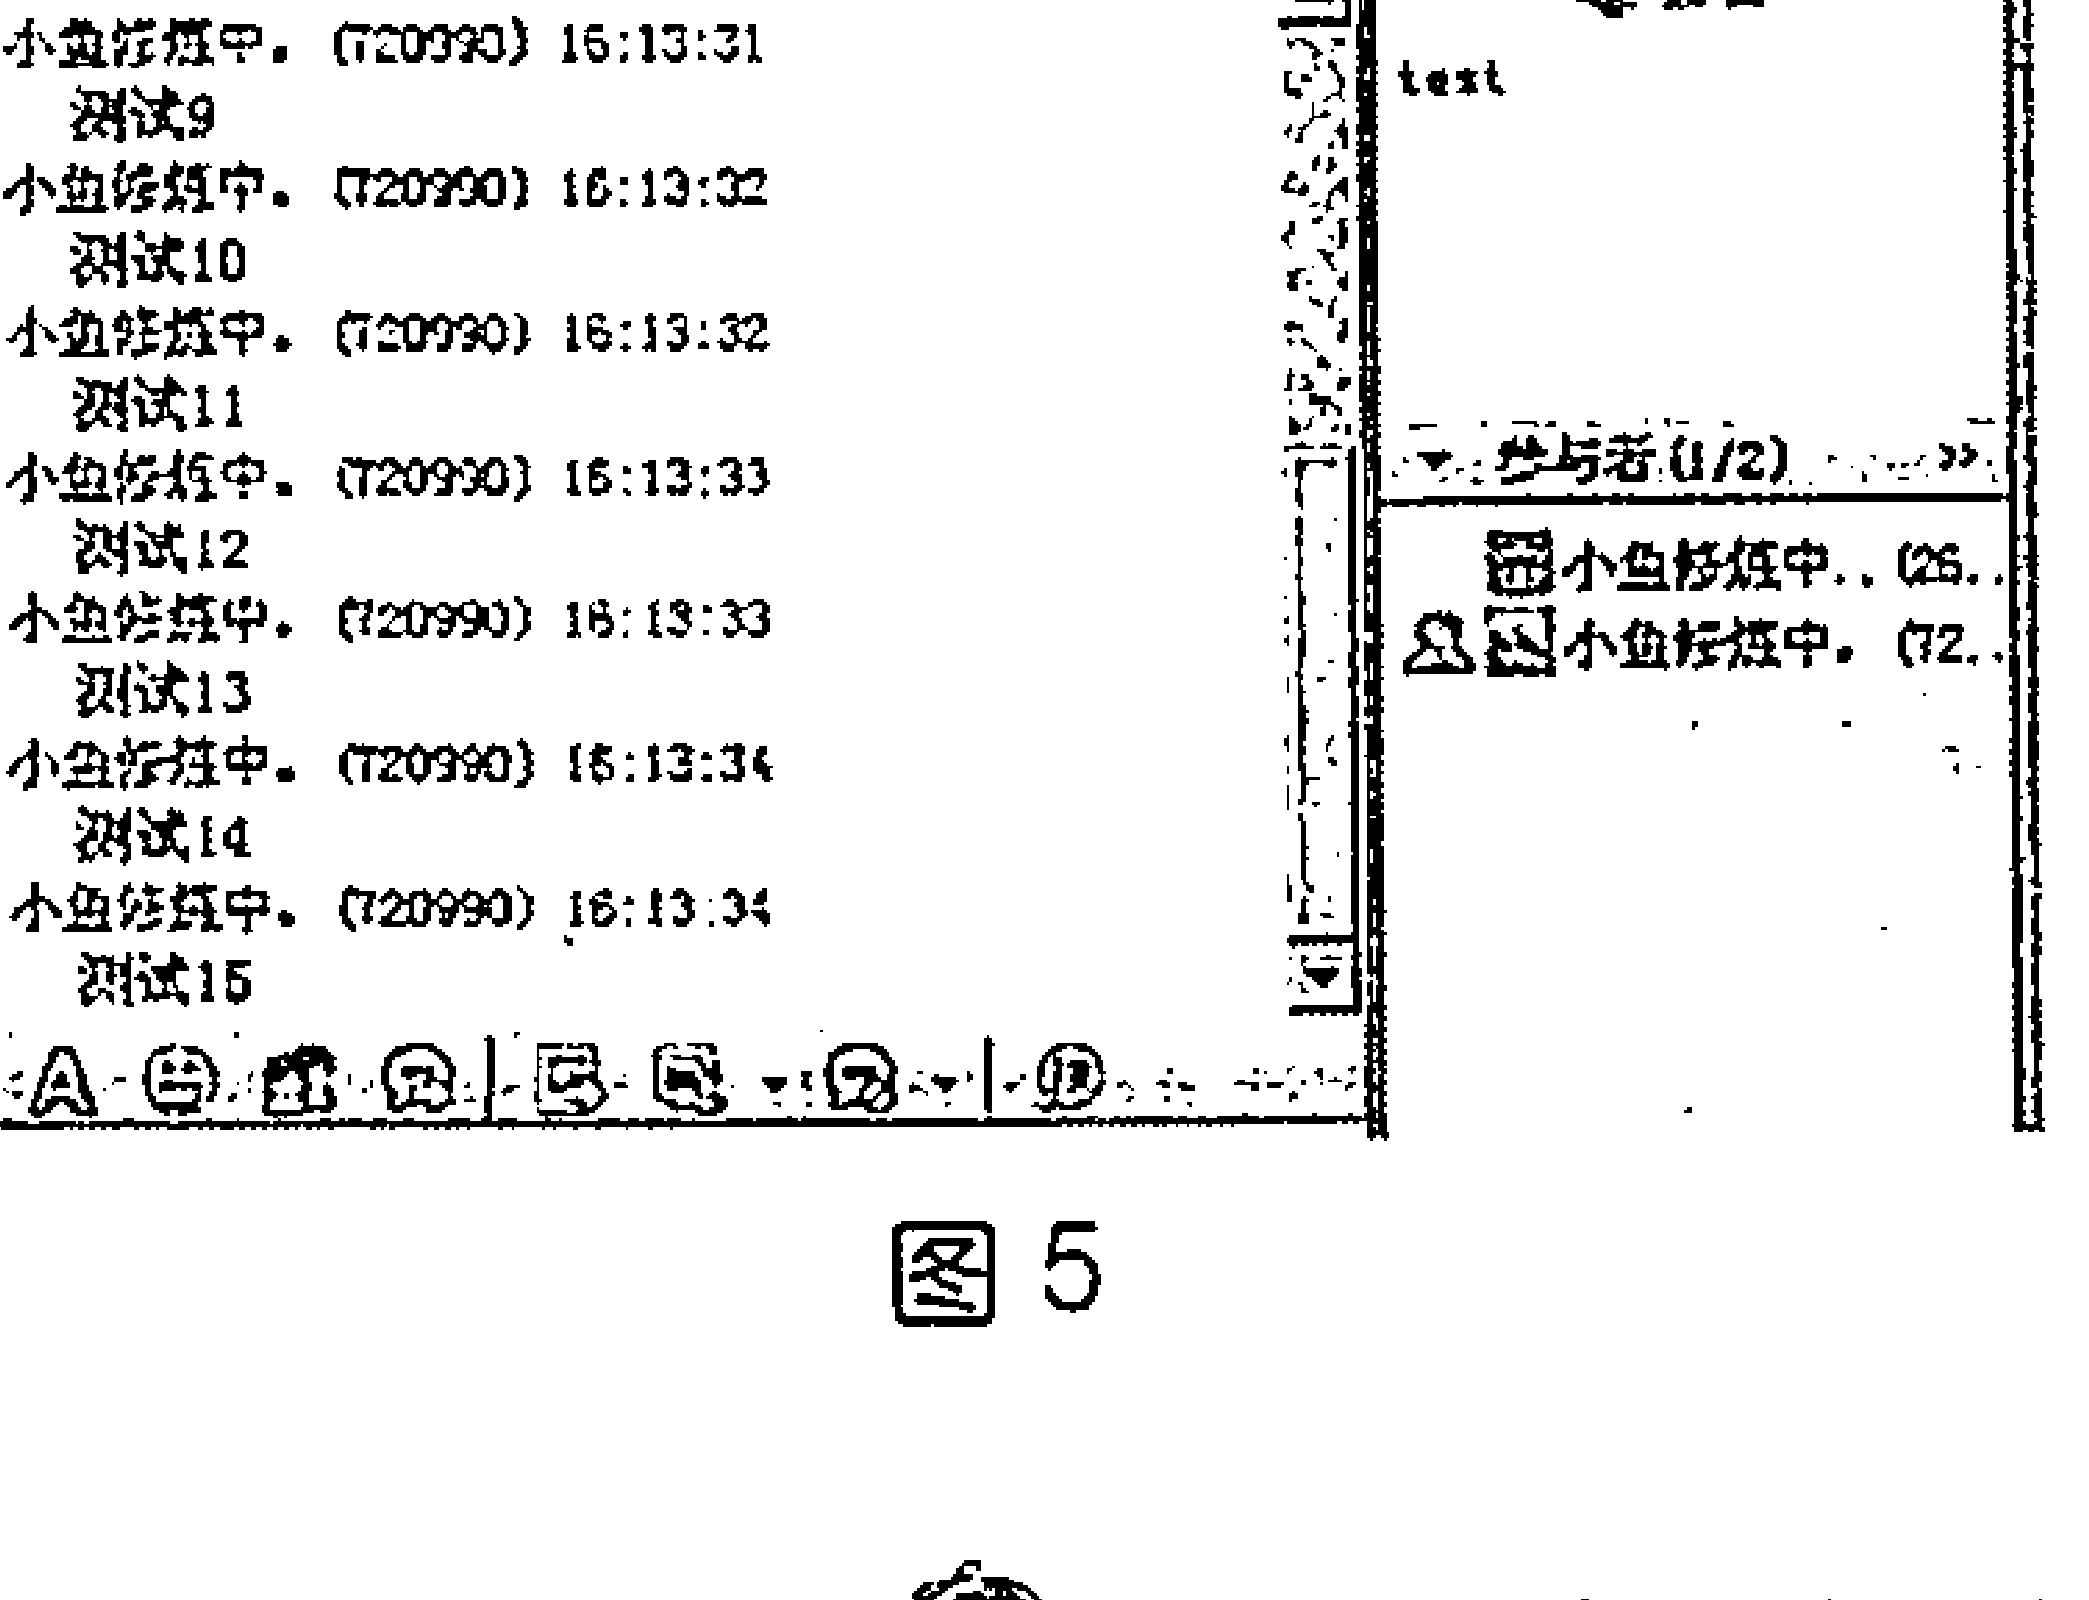 小鱼修炼中。(720990) 16:13:31
测试9
小鱼修炼中。(720990) 16:13:32
测试10
小鱼修炼中。(720990) 16:13:32
测试11
小鱼修炼中。(720990) 16:13:33
测试12
小鱼修炼中。(720990) 16:13:33
测试13
小鱼修炼中。(720990) 16:13:34
测试14
小鱼修炼中。(720990) 16:13:34
测试15
text
参与者(1/2) »
小鱼修炼中..(26..
小鱼修炼中。(72..
图 5